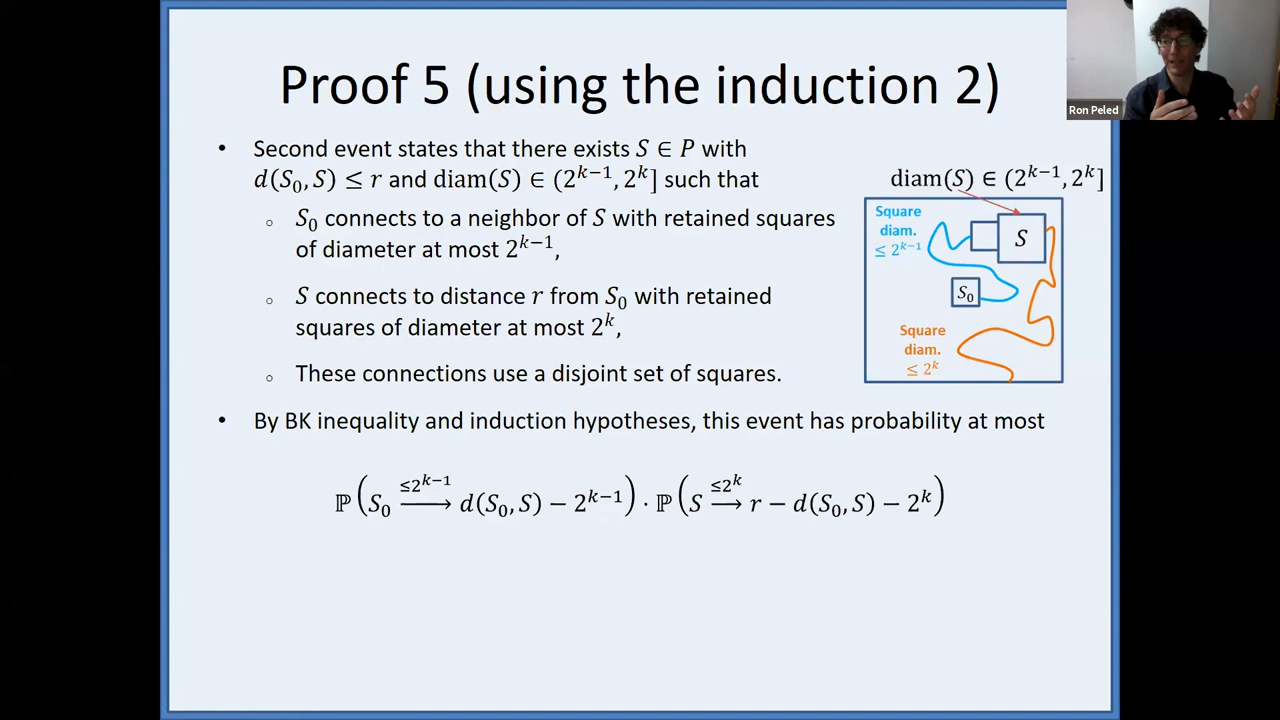 Proof 5 (using the induction 2)
Ron Peled
• Second event states that there exists 𝑆 ∈ 𝑃 with
𝑑(𝑆₀, 𝑆) ≤ 𝑟 and diam(𝑆) ∈ (2^{k−1}, 2^k] such that
○ 𝑆₀ connects to a neighbor of 𝑆 with retained squares
of diameter at most 2^{k−1},
○ 𝑆 connects to distance 𝑟 from 𝑆₀ with retained
squares of diameter at most 2^k,
○ These connections use a disjoint set of squares.
diam(𝑆) ∈ (2^{k−1}, 2^k]
Square
diam.
≤ 2^{k−1}
𝑆
𝑆₀
Square
diam.
≤ 2^k
• By BK inequality and induction hypotheses, this event has probability at most
ℙ(𝑆₀ \xrightarrow{≤2^{k−1}} 𝑑(𝑆₀, 𝑆) − 2^{k−1}) · ℙ(𝑆 \xrightarrow{≤2^k} 𝑟 − 𝑑(𝑆₀, 𝑆) − 2^k)